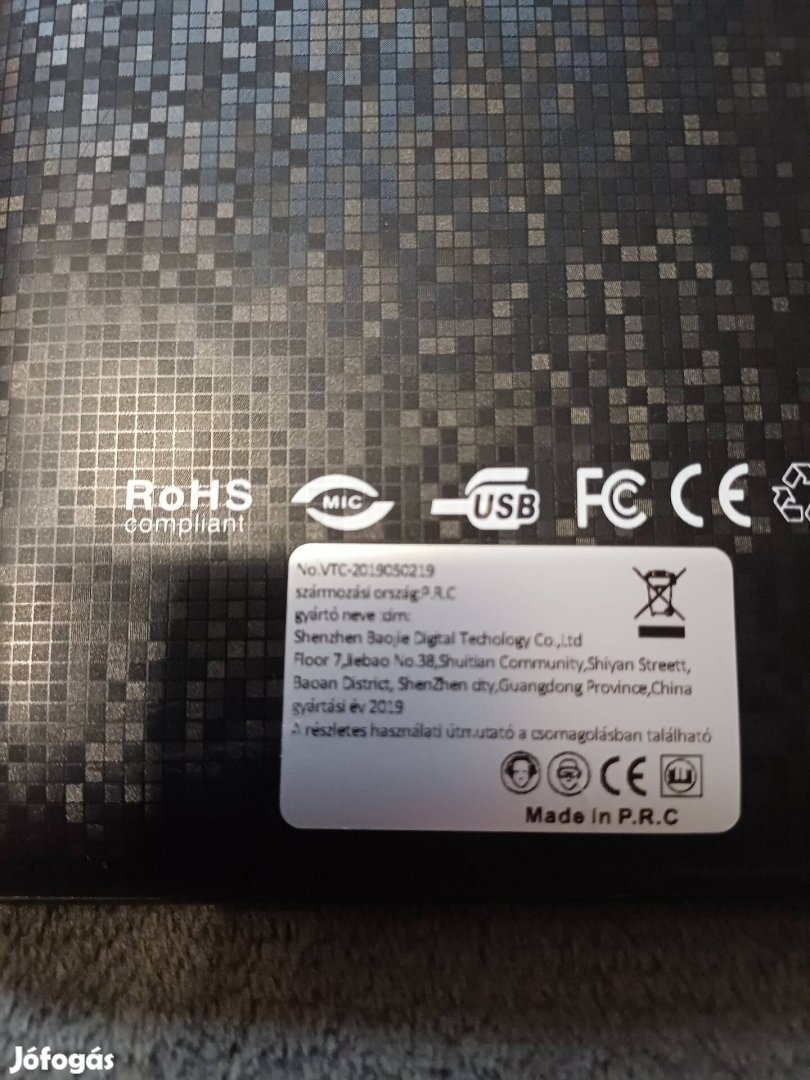 RoHS
compliant
MIC
USB
FC CE
No.VTC-2019050219
származási ország:P.R.C
gyártó neve :cím:
Shenzhen Baojie Digital Techology Co.,Ltd
Floor 7,Jiebao No.38,Shuitian Community,Shiyan Streett,
Baoan District, ShenZhen city,Guangdong Province,China
gyártási év 2019
A részletes használati útmutató a csomagolásban található
CE
Made in P.R.C
Jófogás